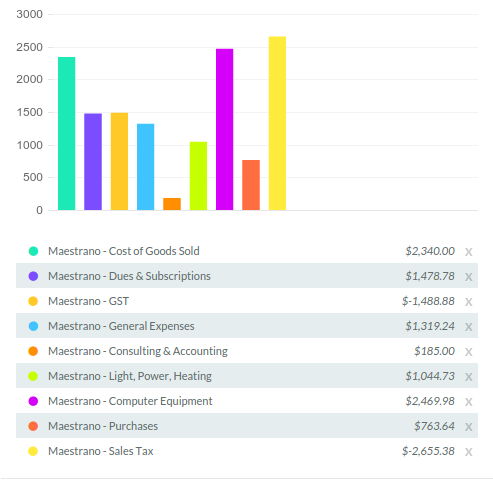 3000
2500
2000
1500
1000
500
0
Maestrano - Cost of Goods Sold $2,340.00 x
Maestrano - Dues & Subscriptions $1,478.78 x
Maestrano - GST $-1,488.88 x
Maestrano - General Expenses $1,319.24 x
Maestrano - Consulting & Accounting $185.00 x
Maestrano - Light, Power, Heating $1,044.73 x
Maestrano - Computer Equipment $2,469.98 x
Maestrano - Purchases $763.64 x
Maestrano - Sales Tax $-2,655.38 x